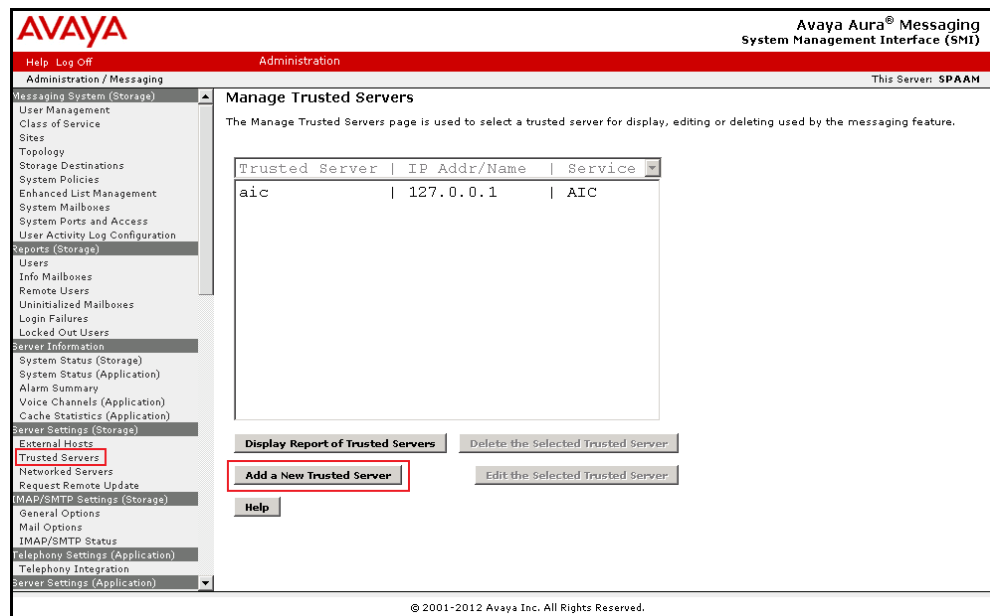 AVAYA
Avaya Aura® Messaging
System Management Interface (SMI)
Help Log Off
Administration
Administration / Messaging
This Server: SPAAM
Messaging System (Storage)
User Management
Class of Service
Sites
Topology
Storage Destinations
System Policies
Enhanced List Management
System Mailboxes
System Ports and Access
User Activity Log Configuration
Reports (Storage)
Users
Info Mailboxes
Remote Users
Uninitialized Mailboxes
Login Failures
Locked Out Users
Server Information
System Status (Storage)
System Status (Application)
Alarm Summary
Voice Channels (Application)
Cache Statistics (Application)
Server Settings (Storage)
External Hosts
Trusted Servers
Networked Servers
Request Remote Update
IMAP/SMTP Settings (Storage)
General Options
Mail Options
IMAP/SMTP Status
Telephony Settings (Application)
Telephony Integration
Server Settings (Application)
Manage Trusted Servers
The Manage Trusted Servers page is used to select a trusted server for display, editing or deleting used by the messaging feature.
Trusted Server | IP Addr/Name | Service
aic | 127.0.0.1 | AIC
Display Report of Trusted Servers
Delete the Selected Trusted Server
Add a New Trusted Server
Edit the Selected Trusted Server
Help
© 2001-2012 Avaya Inc. All Rights Reserved.